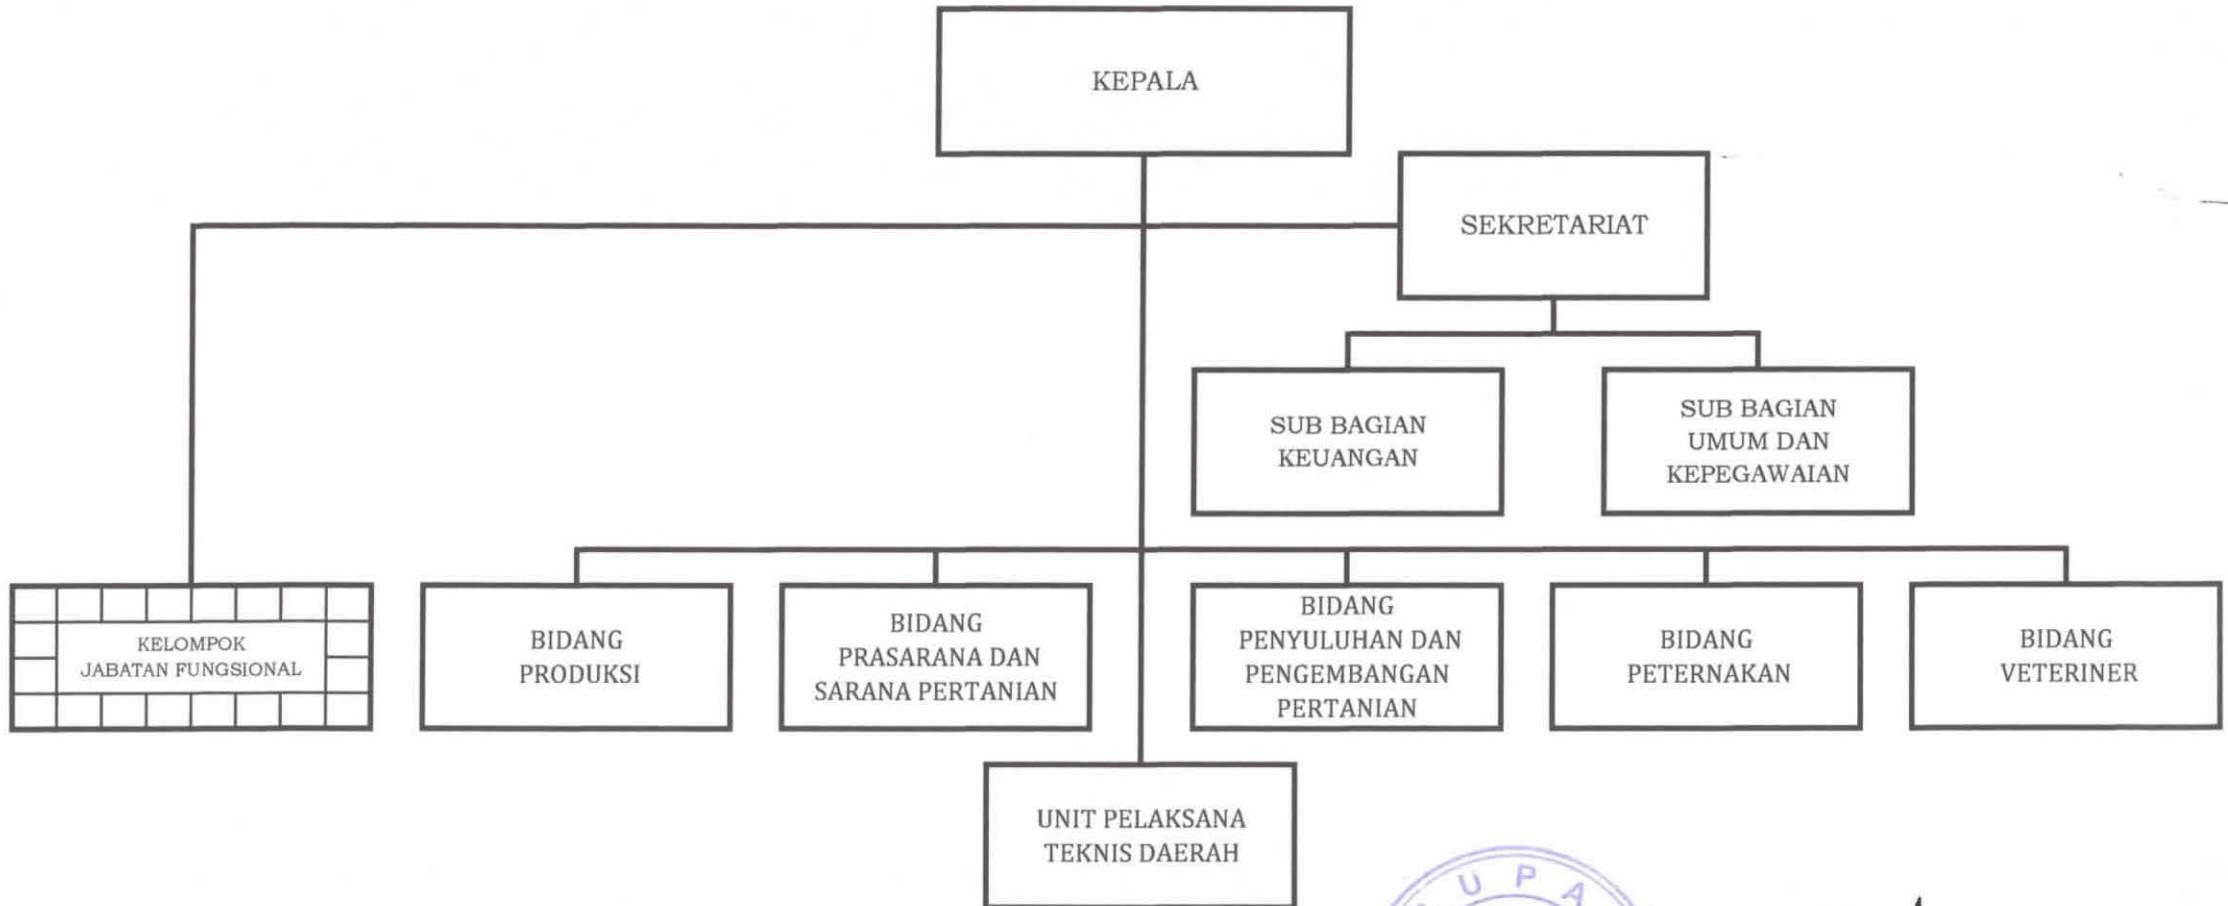 KEPALA
SEKRETARIAT
SUB BAGIAN
KEUANGAN
SUB BAGIAN
UMUM DAN
KEPEGAWAIAN
KELOMPOK
JABATAN FUNGSIONAL
BIDANG
PRODUKSI
BIDANG
PRASARANA DAN
SARANA PERTANIAN
BIDANG
PENYULUHAN DAN
PENGEMBANGAN
PERTANIAN
BIDANG
PETERNAKAN
BIDANG
VETERINER
UNIT PELAKSANA
TEKNIS DAERAH
UPA